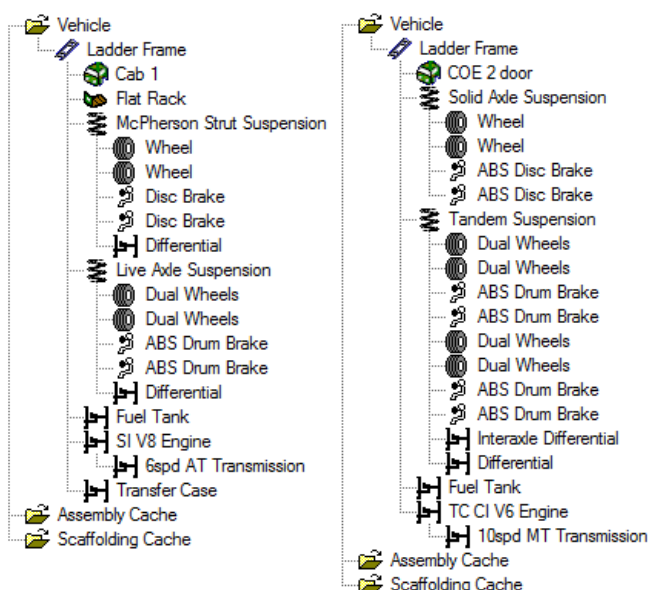 Vehicle
Ladder Frame
Cab 1
Flat Rack
McPherson Strut Suspension
Wheel
Wheel
Disc Brake
Disc Brake
Differential
Live Axle Suspension
Dual Wheels
Dual Wheels
ABS Drum Brake
ABS Drum Brake
Differential
Fuel Tank
SI V8 Engine
6spd AT Transmission
Transfer Case
Assembly Cache
Scaffolding Cache
Vehicle
Ladder Frame
COE 2 door
Solid Axle Suspension
Wheel
Wheel
ABS Disc Brake
ABS Disc Brake
Tandem Suspension
Dual Wheels
Dual Wheels
ABS Drum Brake
ABS Drum Brake
Dual Wheels
Dual Wheels
ABS Drum Brake
ABS Drum Brake
Interaxle Differential
Differential
Fuel Tank
TC CI V6 Engine
10spd MT Transmission
Assembly Cache
Scaffolding Cache